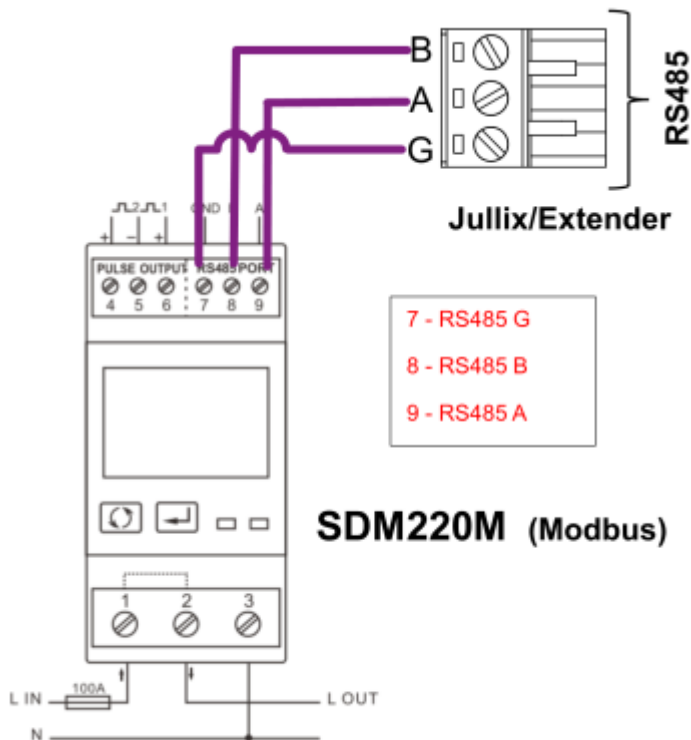 B
A
G
RS485
Jullix/Extender
2 1
+ - +
GND A
PULSE OUTPUT RS485 PORT
4 5 6 7 8 9
7 - RS485 G
8 - RS485 B
9 - RS485 A
SDM220M (Modbus)
1 2 3
100A
L IN L OUT
N